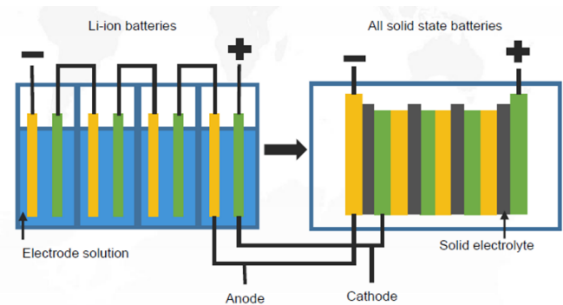 Li-ion batteries
All solid state batteries
Electrode solution
Solid electrolyte
Anode
Cathode